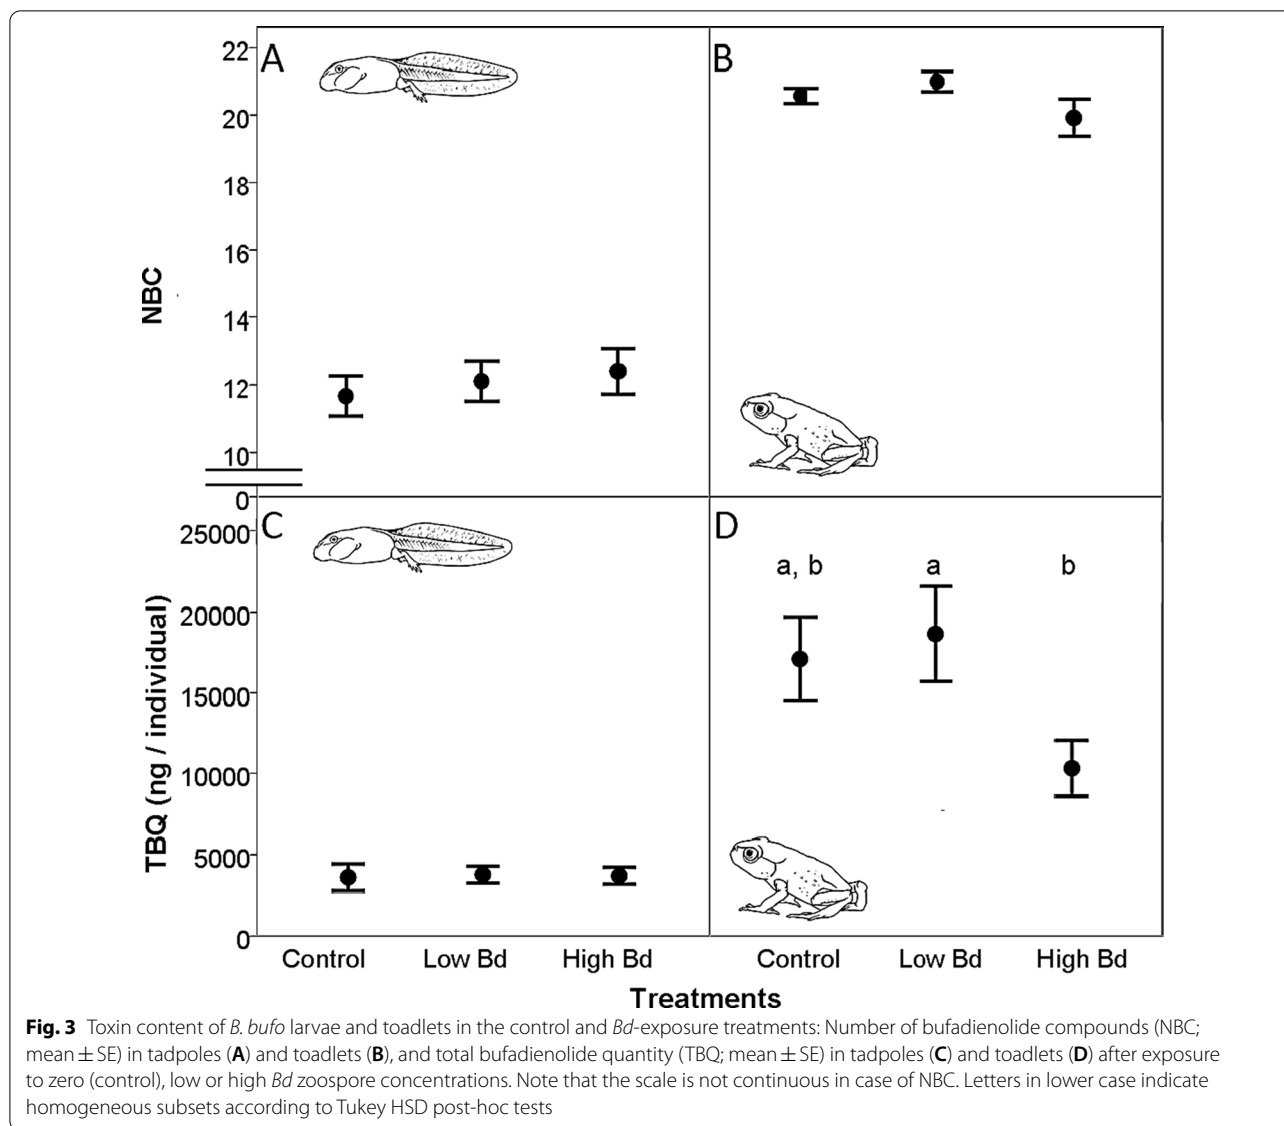 A
B
22
20
18
16
14
12
10
0
NBC
C
D
a, b
a
b
25000
20000
15000
10000
5000
0
TBQ (ng / individual)
Control
Low Bd
High Bd
Control
Low Bd
High Bd
Treatments
Fig. 3 Toxin content of B. bufo larvae and toadlets in the control and Bd-exposure treatments: Number of bufadienolide compounds (NBC;
mean ± SE) in tadpoles (A) and toadlets (B), and total bufadienolide quantity (TBQ; mean ± SE) in tadpoles (C) and toadlets (D) after exposure
to zero (control), low or high Bd zoospore concentrations. Note that the scale is not continuous in case of NBC. Letters in lower case indicate
homogeneous subsets according to Tukey HSD post-hoc tests